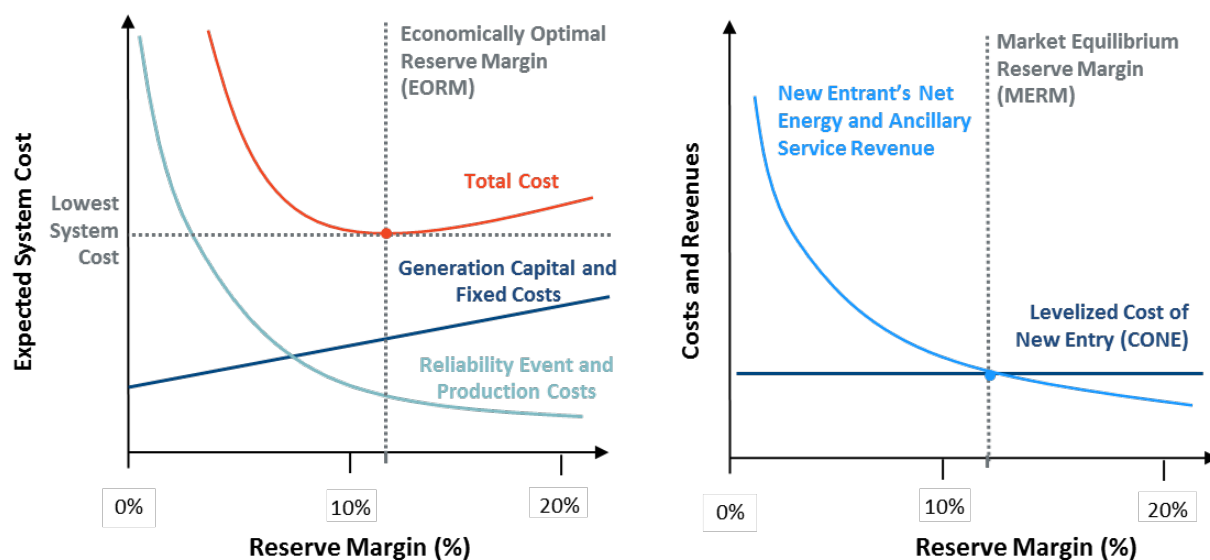 Expected System Cost
Economically Optimal
Reserve Margin
(EORM)
Total Cost
Lowest
System
Cost
Generation Capital and
Fixed Costs
Reliability Event and
Production Costs
0%
10%
20%
Reserve Margin (%)
Costs and Revenues
Market Equilibrium
Reserve Margin
(MERM)
New Entrant's Net
Energy and Ancillary
Service Revenue
Levelized Cost of
New Entry (CONE)
0%
10%
20%
Reserve Margin (%)